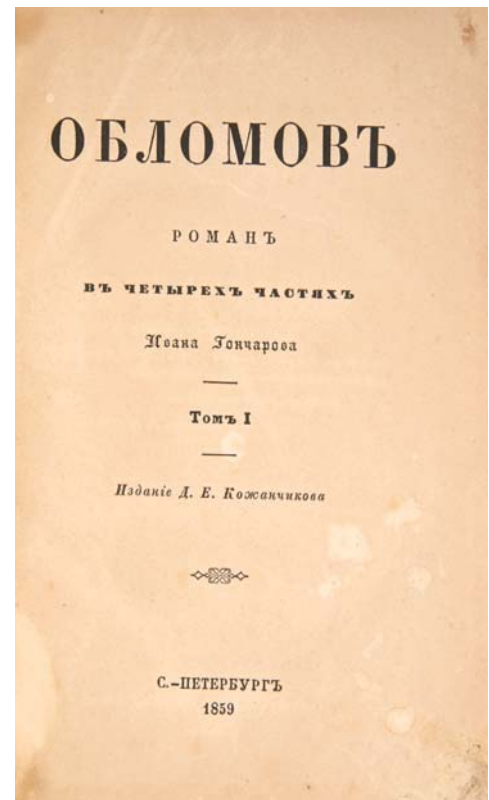 ОБЛОМОВЪ
РОМАНЪ
ВЪ ЧЕТЫРЕХЪ ЧАСТЯХЪ
Ивана Гончарова
Томъ I
Изданіе Д. Е. Кожанчикова
С.-ПЕТЕРБУРГЪ
1859